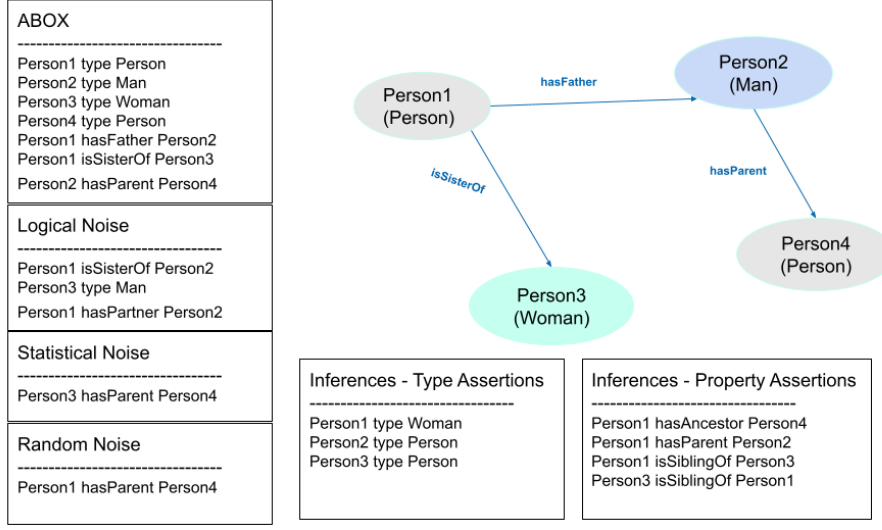 ABOX
---------------------------------
Person1 type Person
Person2 type Man
Person3 type Woman
Person4 type Person
Person1 hasFather Person2
Person1 isSisterOf Person3
Person2 hasParent Person4
Logical Noise
---------------------------------
Person1 isSisterOf Person2
Person3 type Man
Person1 hasPartner Person2
Statistical Noise
---------------------------------
Person3 hasParent Person4
Random Noise
---------------------------------
Person1 hasParent Person4
Person1
(Person)
hasFather
Person2
(Man)
isSisterOf
hasParent
Person3
(Woman)
Person4
(Person)
Inferences - Type Assertions
---------------------------------
Person1 type Woman
Person2 type Person
Person3 type Person
Inferences - Property Assertions
---------------------------------
Person1 hasAncestor Person4
Person1 hasParent Person2
Person1 isSiblingOf Person3
Person3 isSiblingOf Person1